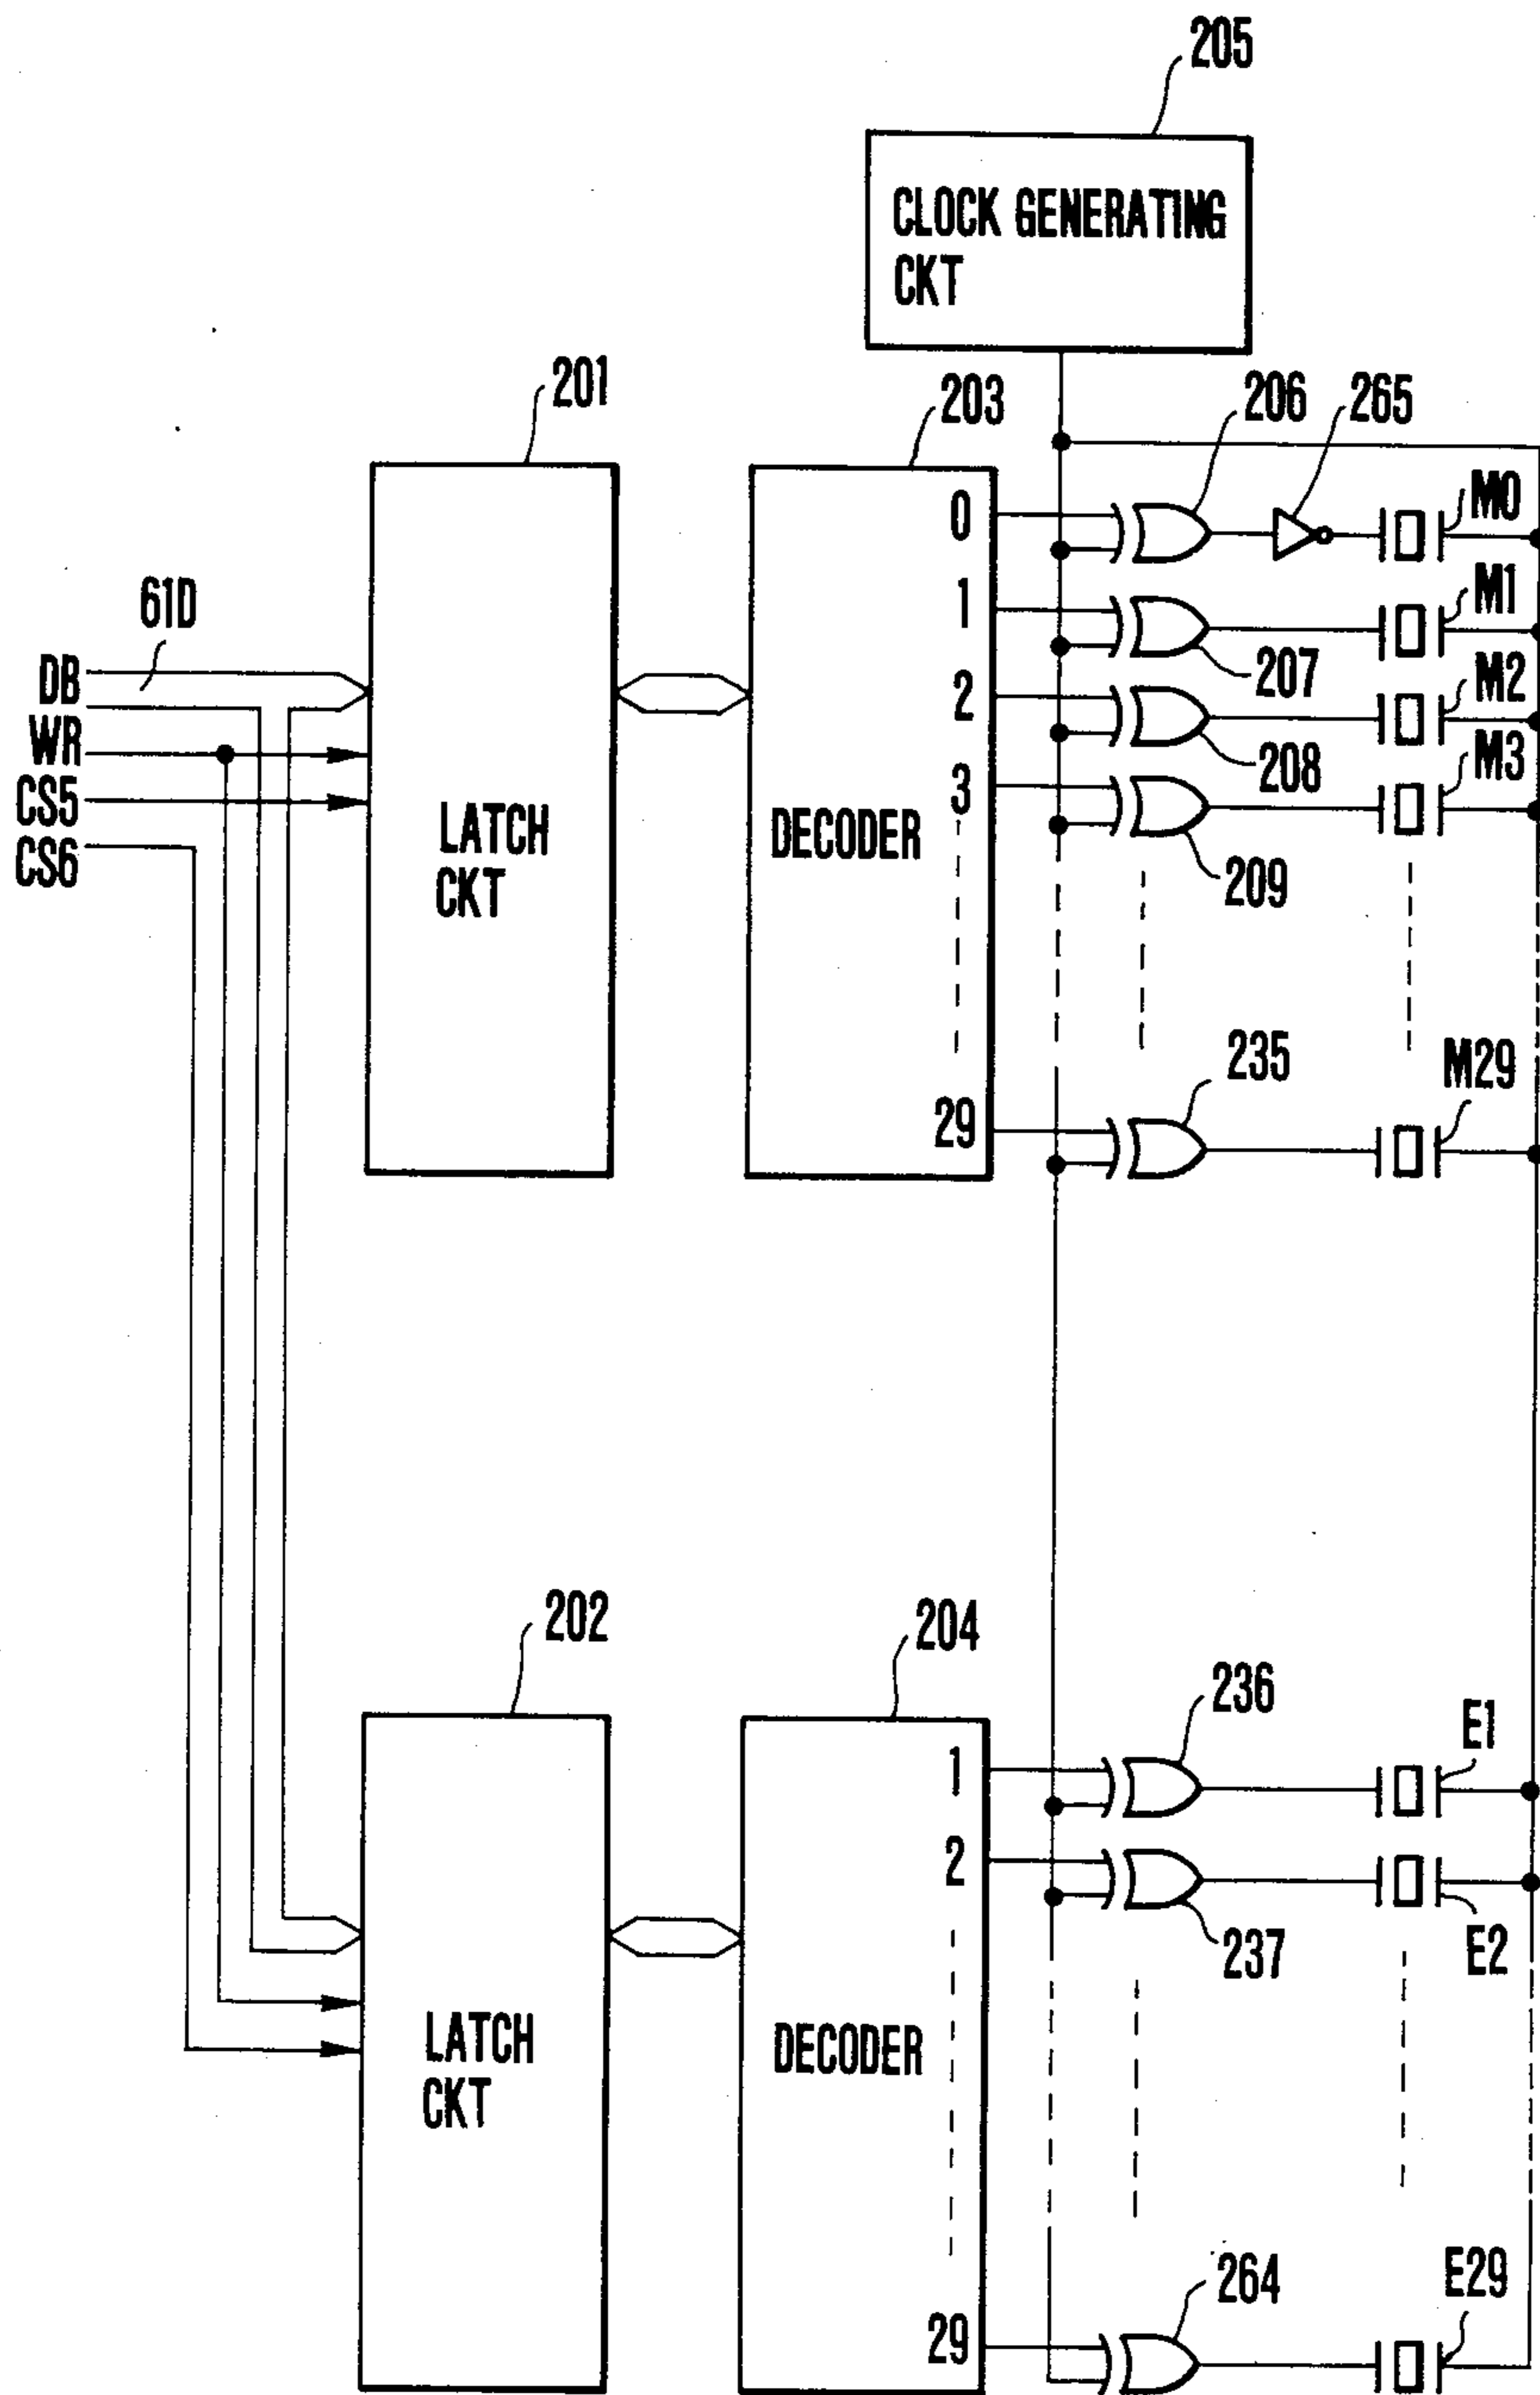 205
CLOCK GENERATING
CKT
201
203
206
265
0
M0
1
M1
61D
207
DB
2
M2
WR
208
CS5
3
M3
CS6
LATCH
CKT
DECODER
209
235
M29
29
202
204
236
E1
1
2
237
E2
LATCH
CKT
DECODER
264
E29
29